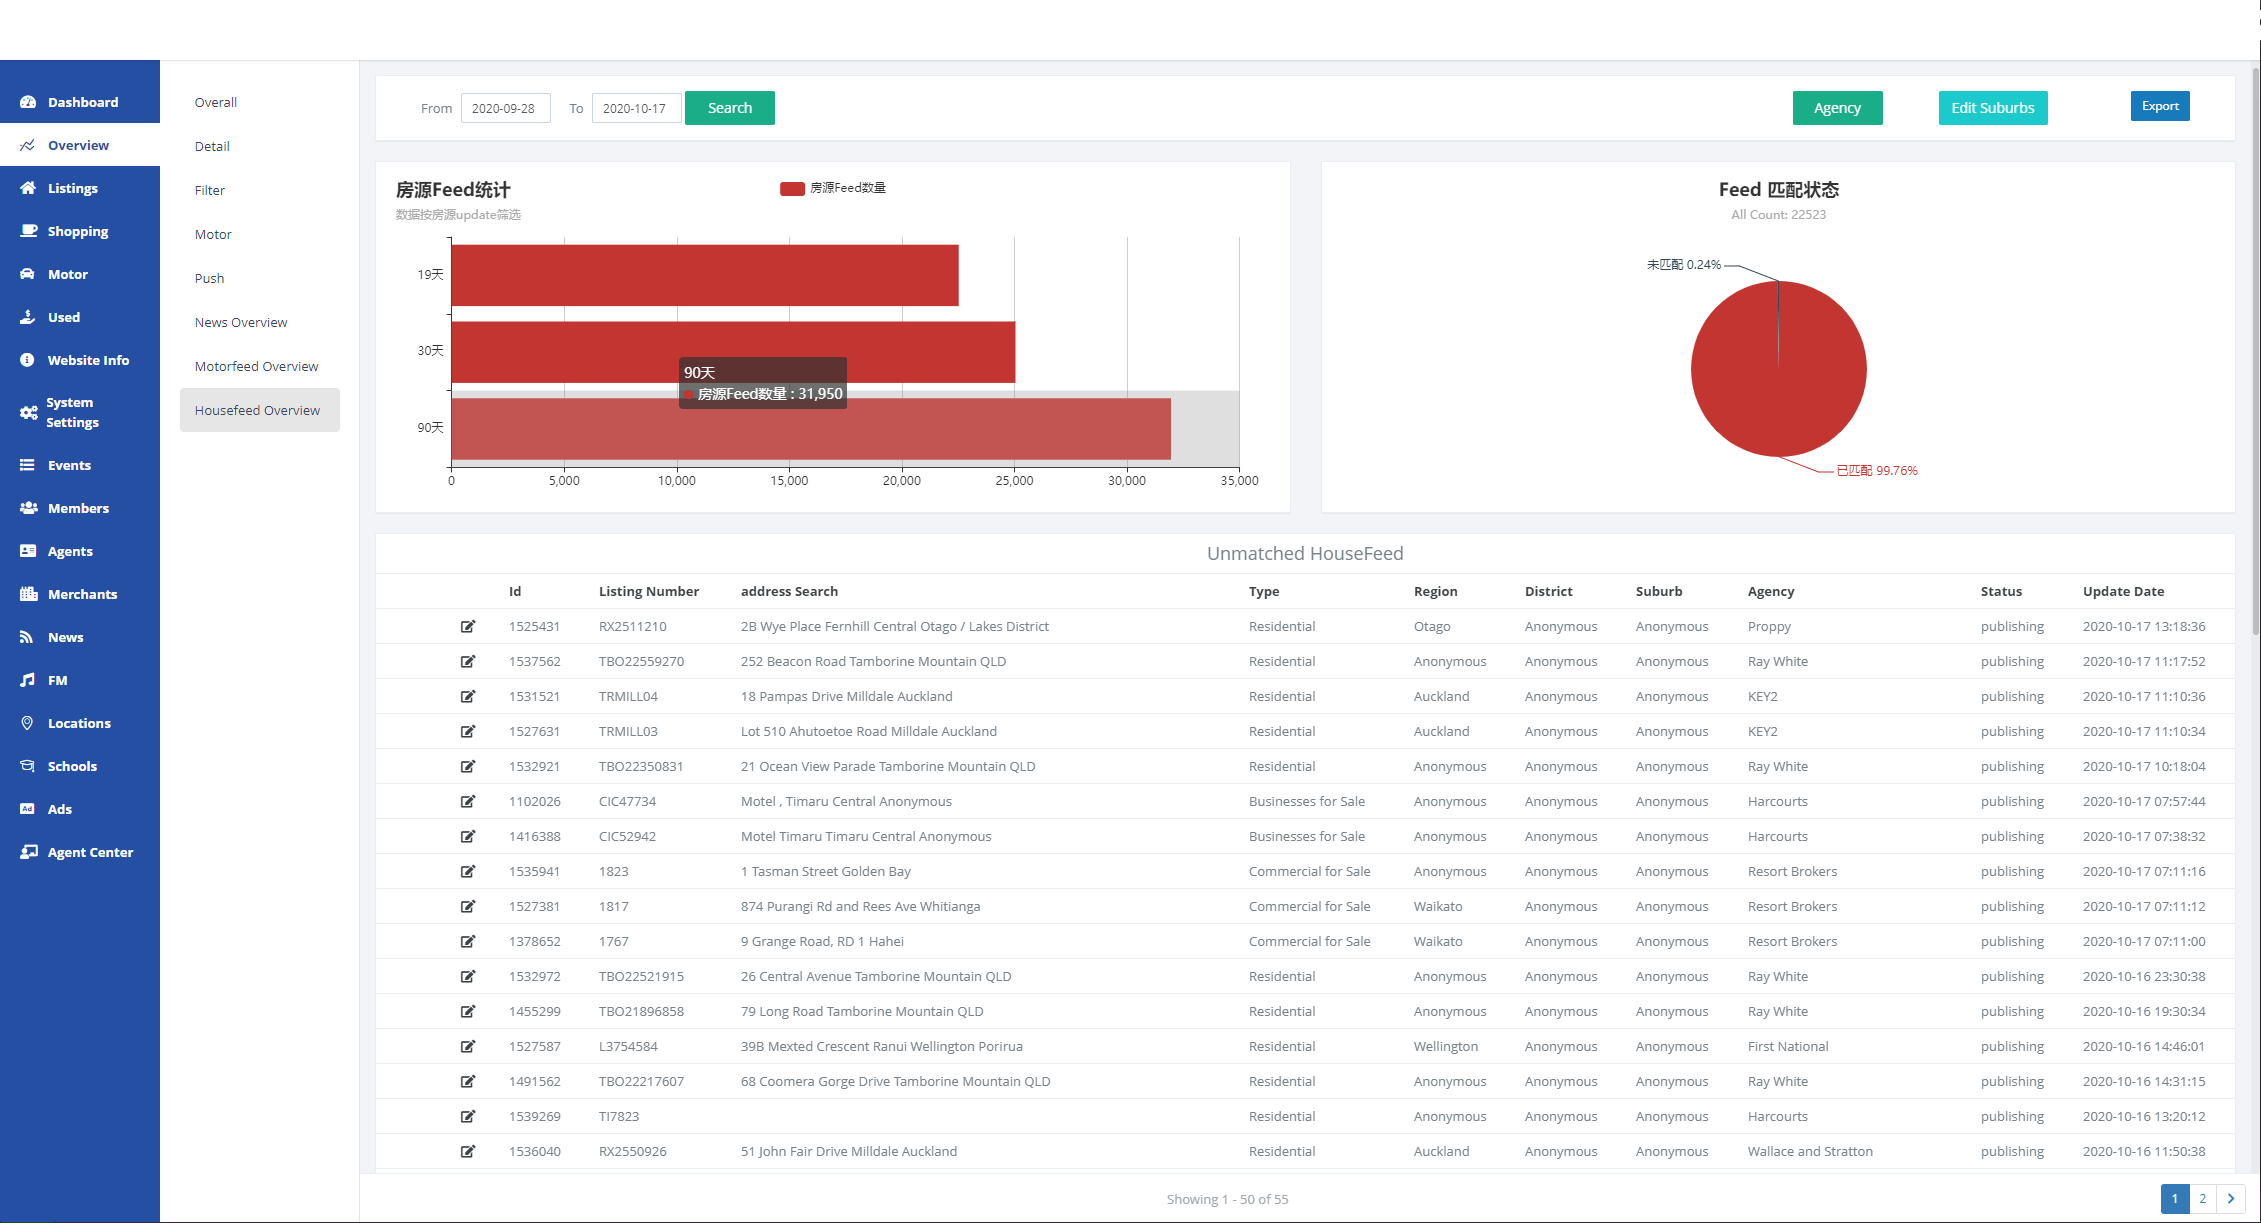 Dashboard
Overview
Listings
Shopping
Motor
Used
Website Info
System
Settings
Events
Members
Agents
Merchants
News
FM
Locations
Schools
Ad Ads
Agent Center
Overall
Detail
Filter
Motor
Push
News Overview
Motorfeed Overview
Housefeed Overview
From 2020-09-28 To 2020-10-17 Search Agency Edit Suburbs Export
房源Feed统计
数据按房源update筛选
房源Feed数量
19天
30天
90天
90天
房源Feed数量 : 31,950
0 5,000 10,000 15,000 20,000 25,000 30,000 35,000
Feed 匹配状态
All Count: 22523
未匹配 0.24%
已匹配 99.76%
Unmatched HouseFeed
Id Listing Number address Search Type Region District Suburb Agency Status Update Date
1525431 RX2511210 2B Wye Place Fernhill Central Otago / Lakes District Residential Otago Anonymous Anonymous Proppy publishing 2020-10-17 13:18:36
1537562 TBO22559270 252 Beacon Road Tamborine Mountain QLD Residential Anonymous Anonymous Anonymous Ray White publishing 2020-10-17 11:17:52
1531521 TRMILL04 18 Pampas Drive Milldale Auckland Residential Auckland Anonymous Anonymous KEY2 publishing 2020-10-17 11:10:36
1527631 TRMILL03 Lot 510 Ahutoetoe Road Milldale Auckland Residential Auckland Anonymous Anonymous KEY2 publishing 2020-10-17 11:10:34
1532921 TBO22350831 21 Ocean View Parade Tamborine Mountain QLD Residential Anonymous Anonymous Anonymous Ray White publishing 2020-10-17 10:18:04
1102026 CIC47734 Motel , Timaru Central Anonymous Businesses for Sale Anonymous Anonymous Anonymous Harcourts publishing 2020-10-17 07:57:44
1416388 CIC52942 Motel Timaru Timaru Central Anonymous Businesses for Sale Anonymous Anonymous Anonymous Harcourts publishing 2020-10-17 07:38:32
1535941 1823 1 Tasman Street Golden Bay Commercial for Sale Anonymous Anonymous Anonymous Resort Brokers publishing 2020-10-17 07:11:16
1527381 1817 874 Purangi Rd and Rees Ave Whitianga Commercial for Sale Waikato Anonymous Anonymous Resort Brokers publishing 2020-10-17 07:11:12
1378652 1767 9 Grange Road, RD 1 Hahei Commercial for Sale Waikato Anonymous Anonymous Resort Brokers publishing 2020-10-17 07:11:00
1532972 TBO22521915 26 Central Avenue Tamborine Mountain QLD Residential Anonymous Anonymous Anonymous Ray White publishing 2020-10-16 23:30:38
1455299 TBO21896858 79 Long Road Tamborine Mountain QLD Residential Anonymous Anonymous Anonymous Ray White publishing 2020-10-16 19:30:34
1527587 L3754584 39B Mexted Crescent Ranui Wellington Porirua Residential Wellington Anonymous Anonymous First National publishing 2020-10-16 14:46:01
1491562 TBO22217607 68 Coomera Gorge Drive Tamborine Mountain QLD Residential Anonymous Anonymous Anonymous Ray White publishing 2020-10-16 14:31:15
1539269 TI7823 Residential Anonymous Anonymous Anonymous Harcourts publishing 2020-10-16 13:20:12
1536040 RX2550926 51 John Fair Drive Milldale Auckland Residential Auckland Anonymous Anonymous Wallace and Stratton publishing 2020-10-16 11:50:38
Showing 1 - 50 of 55
1 2